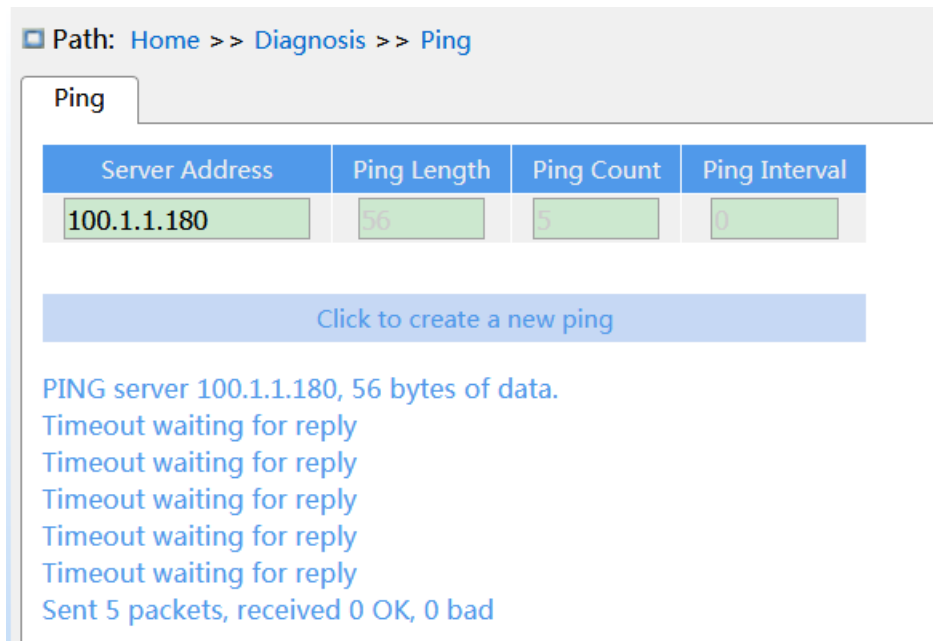 Path: Home >> Diagnosis >> Ping
Ping
Server Address Ping Length Ping Count Ping Interval
100.1.1.180 56 5 0
Click to create a new ping
PING server 100.1.1.180, 56 bytes of data.
Timeout waiting for reply
Timeout waiting for reply
Timeout waiting for reply
Timeout waiting for reply
Timeout waiting for reply
Sent 5 packets, received 0 OK, 0 bad